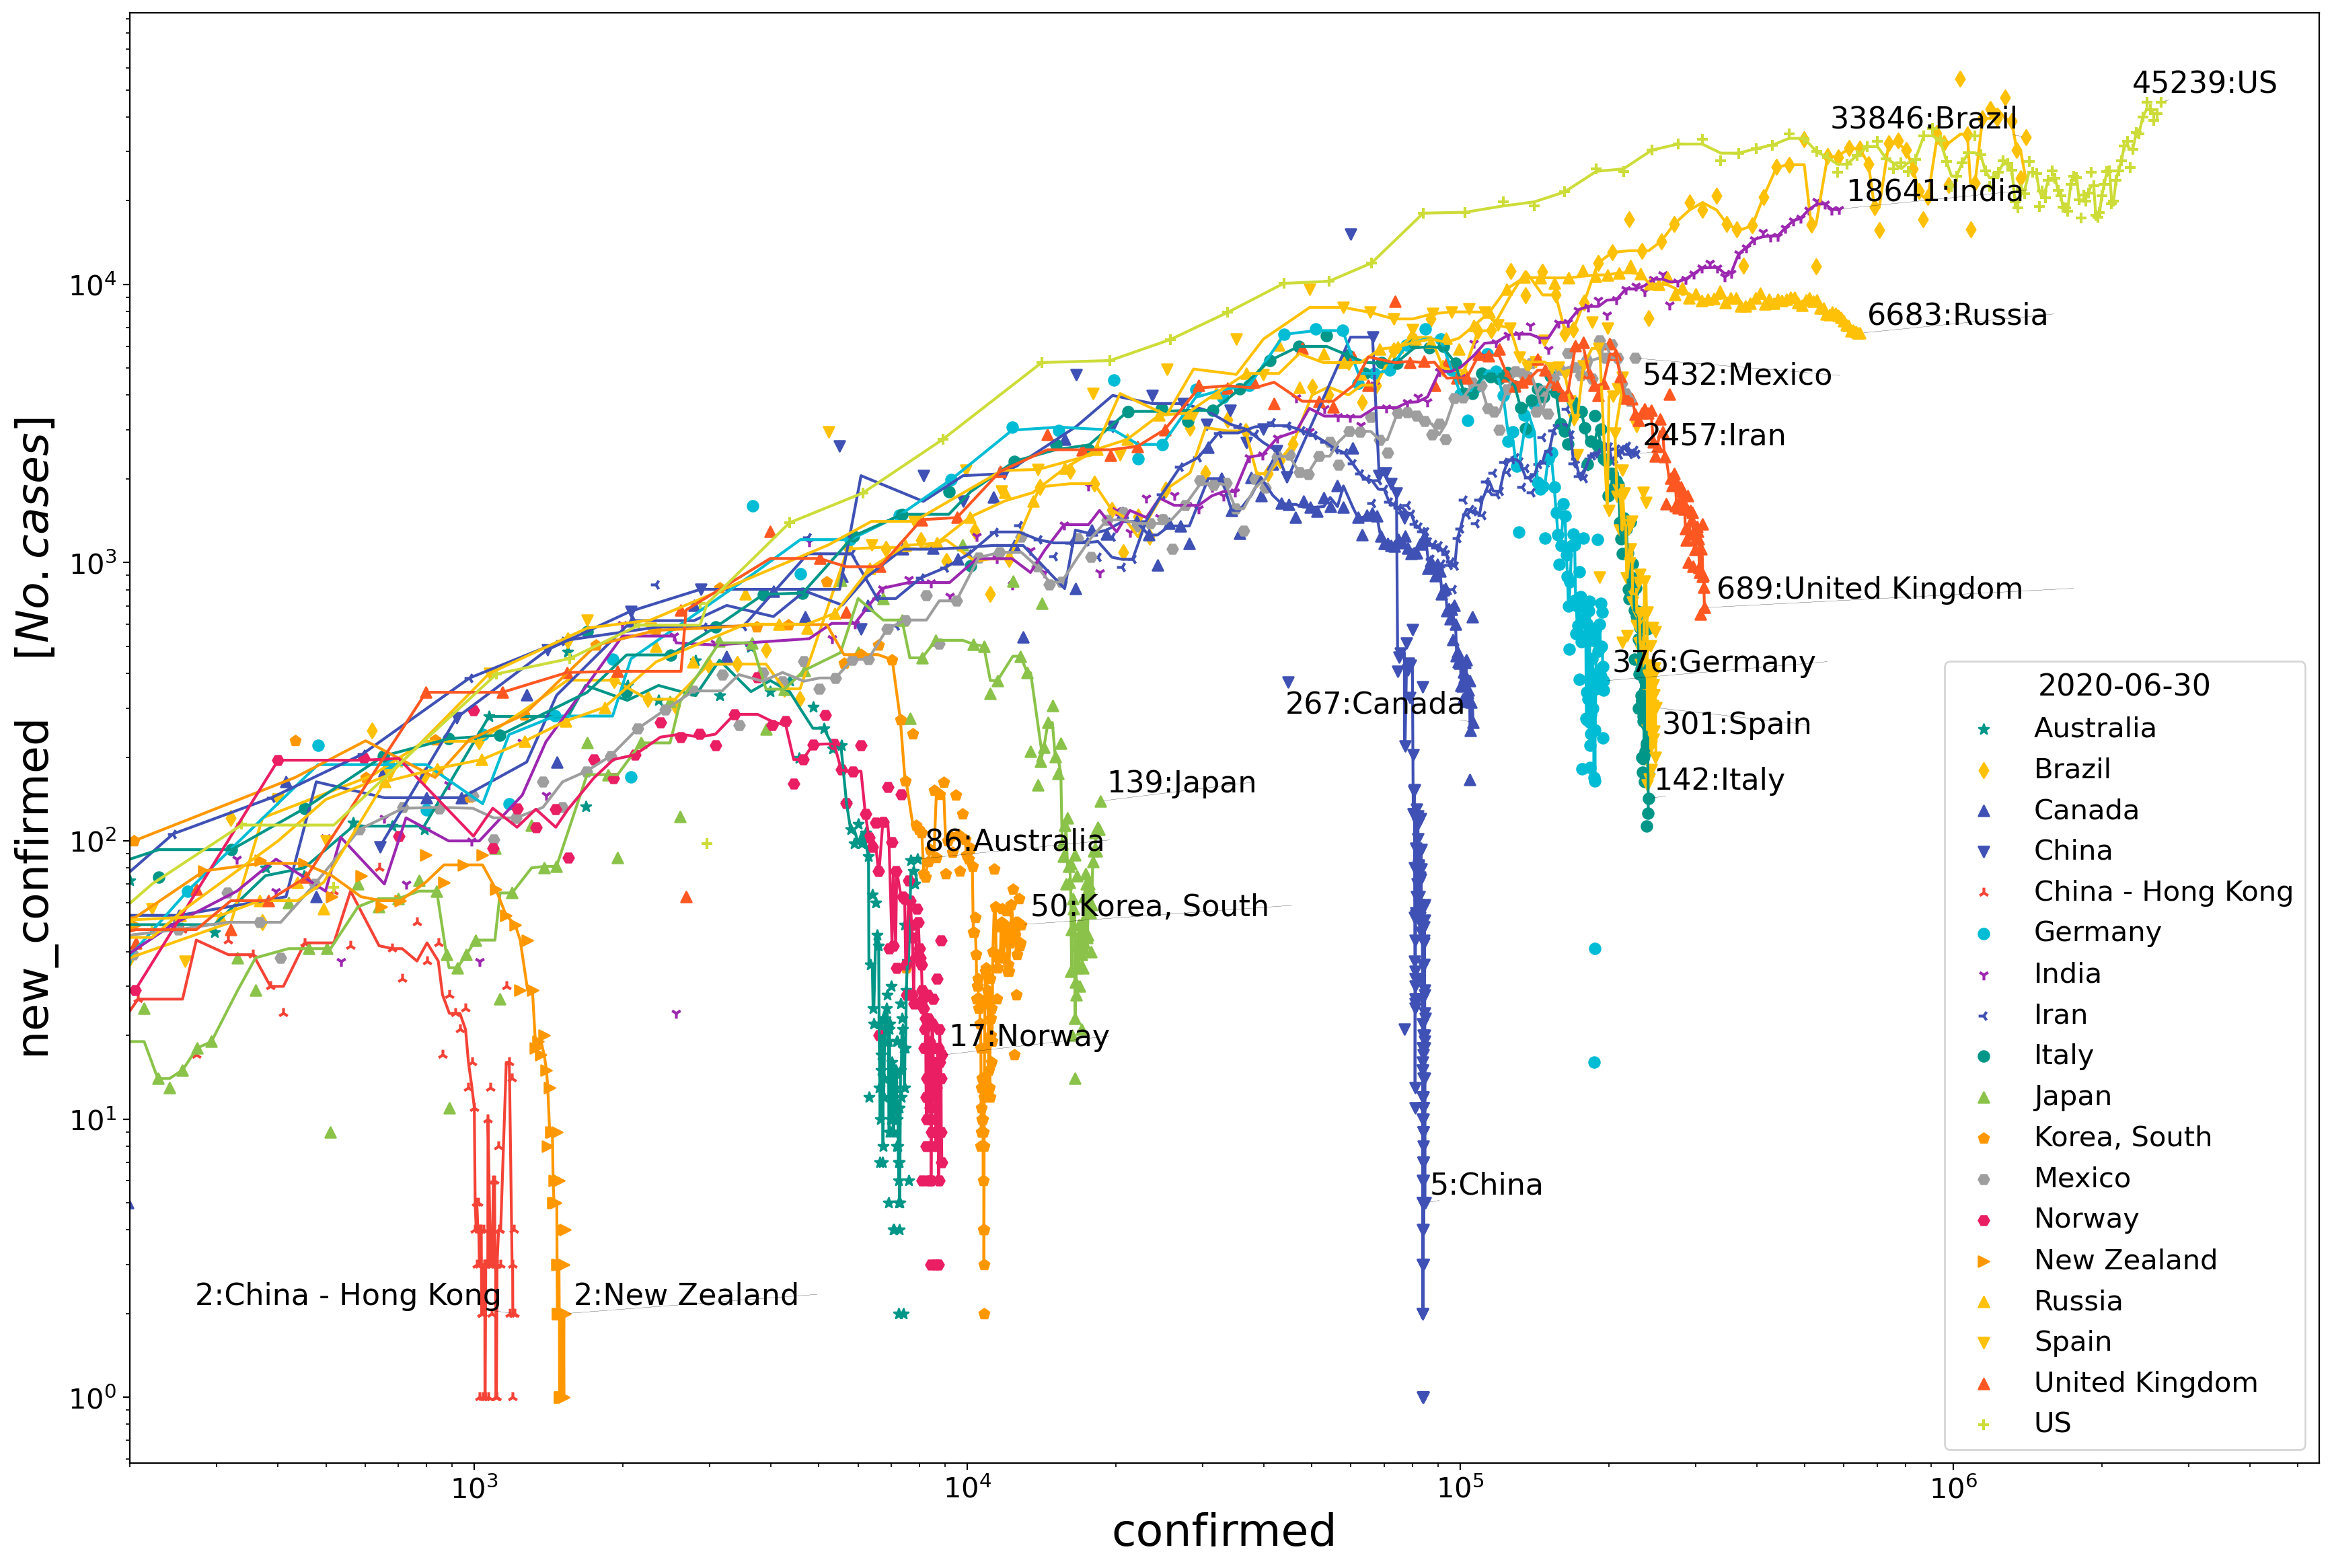 45239:US
33846:Brazil
18641:India
6683:Russia
5432:Mexico
2457:Iran
689:United Kingdom
376:Germany
267:Canada
301:Spain
142:Italy
139:Japan
86:Australia
50:Korea, South
17:Norway
5:China
2:China - Hong Kong
2:New Zealand
new_confirmed [No.cases]
10⁴
10³
10²
10¹
10⁰
10³ 10⁴ 10⁵ 10⁶
confirmed
2020-06-30
Australia
Brazil
Canada
China
China - Hong Kong
Germany
India
Iran
Italy
Japan
Korea, South
Mexico
Norway
New Zealand
Russia
Spain
United Kingdom
US